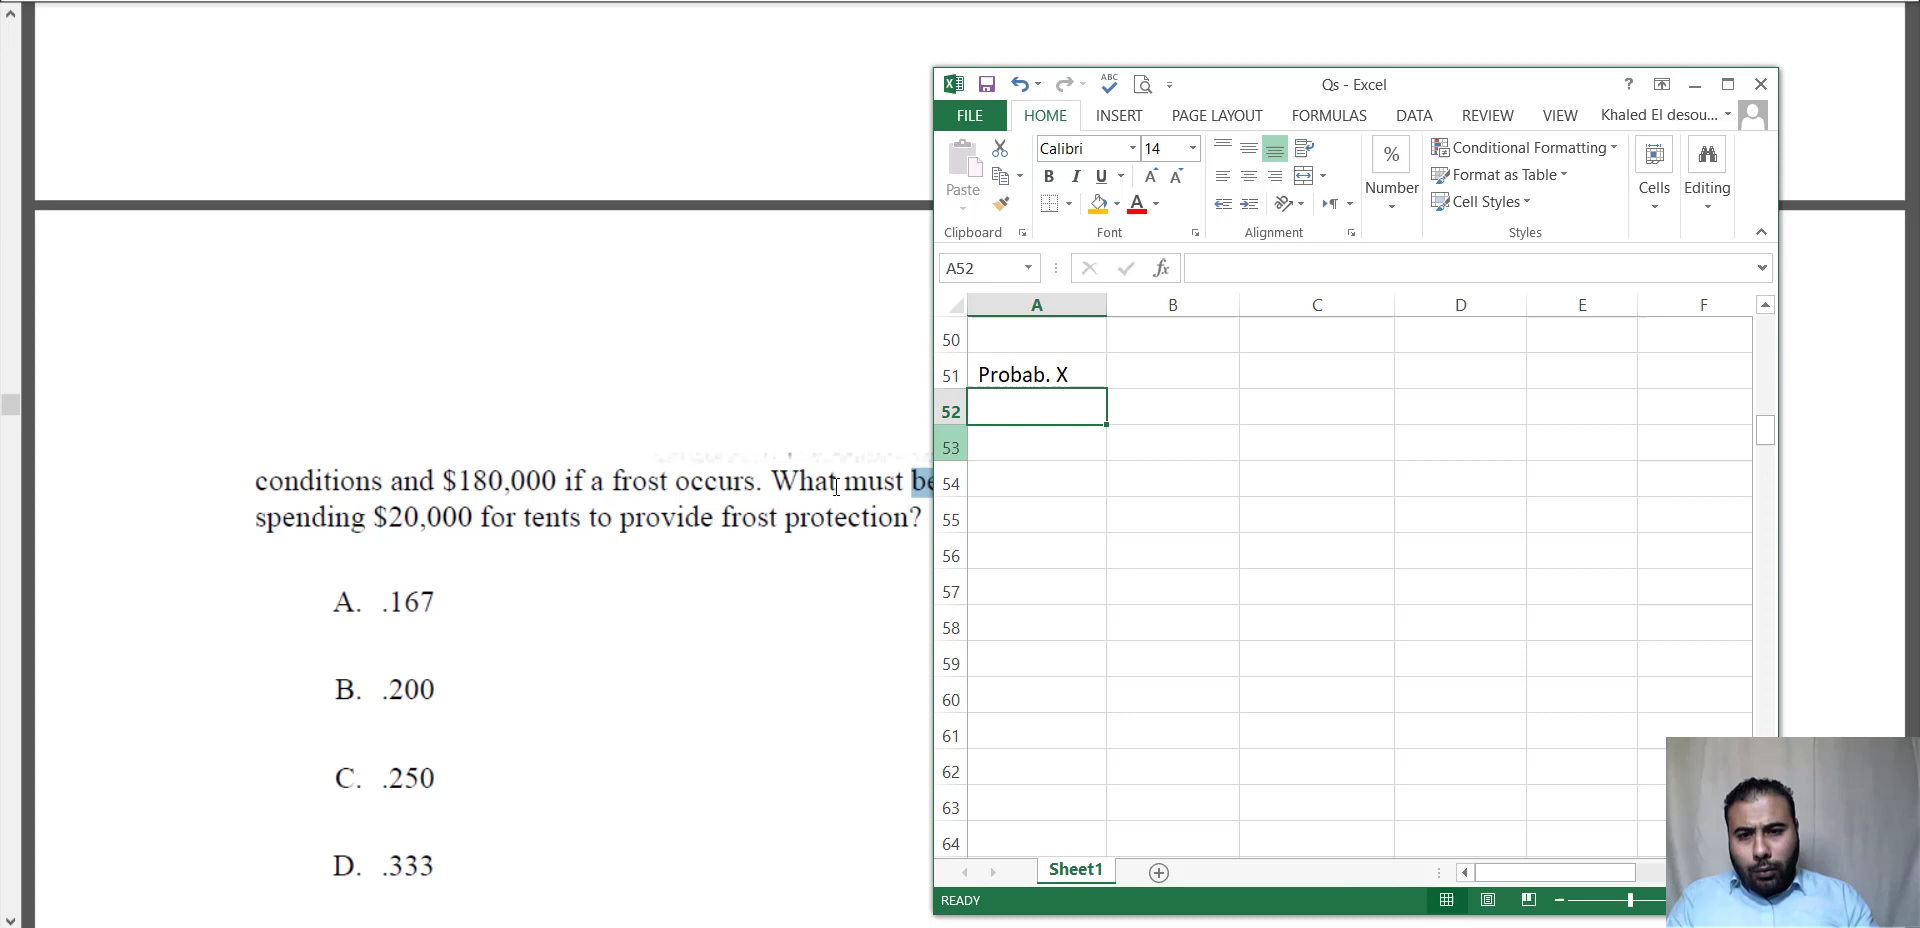 Qs - Excel
ABC
?
FILE
HOME
INSERT
PAGE LAYOUT
FORMULAS
DATA
REVIEW
VIEW
Khaled El desou...
Calibri
14
Paste
B I U
A A
A
%
Number
Conditional Formatting
Format as Table
Cell Styles
Cells
Editing
Clipboard
Font
Alignment
Styles
A52
fx
A B C D E F
50
51 Probab. X
52
53
54
55
56
57
58
59
60
61
62
63
64
Sheet1
READY
conditions and $180,000 if a frost occurs. What must be
spending $20,000 for tents to provide frost protection?
A. .167
B. .200
C. .250
D. .333